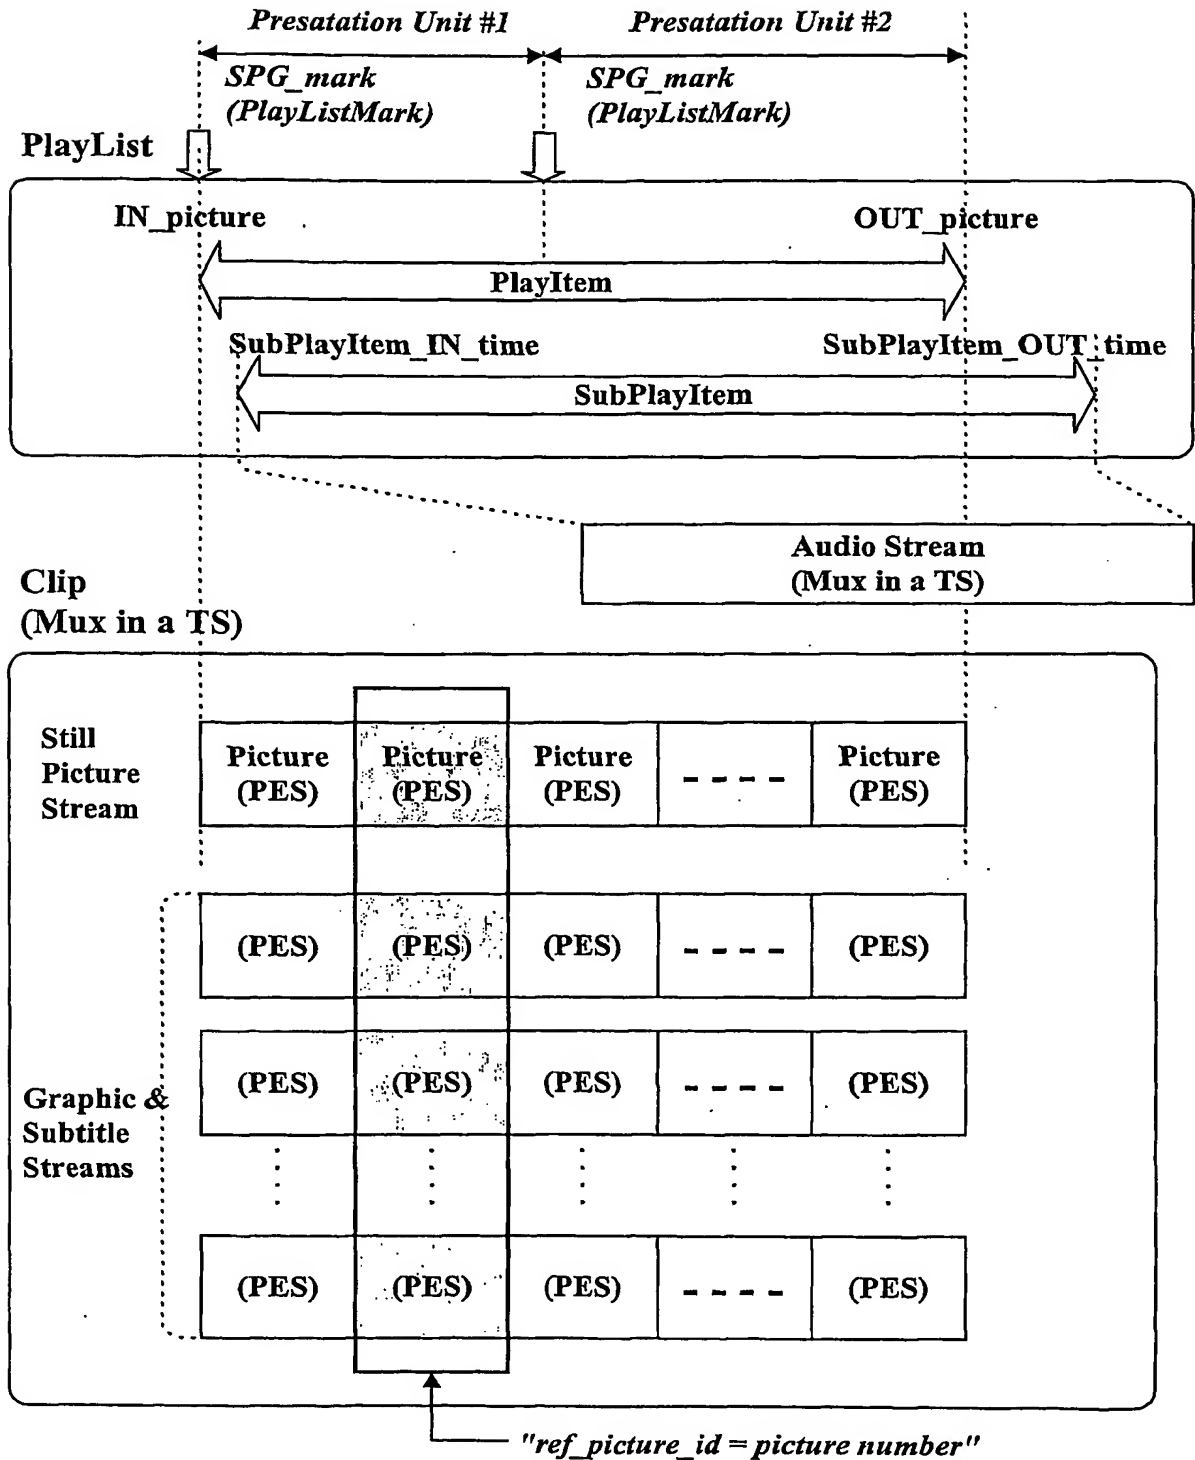 Presatation Unit #1
Presatation Unit #2
SPG_mark
(PlayListMark)
SPG_mark
(PlayListMark)
PlayList
IN_picture
OUT_picture
PlayItem
SubPlayItem_IN_time
SubPlayItem_OUT_time
SubPlayItem
Audio Stream
(Mux in a TS)
Clip
(Mux in a TS)
Still
Picture
Stream
Picture
(PES)
Picture
(PES)
Picture
(PES)
Picture
(PES)
(PES) (PES) (PES) (PES)
(PES) (PES) (PES) (PES)
Graphic &
Subtitle
Streams
(PES) (PES) (PES) (PES)
"ref_picture_id = picture number"